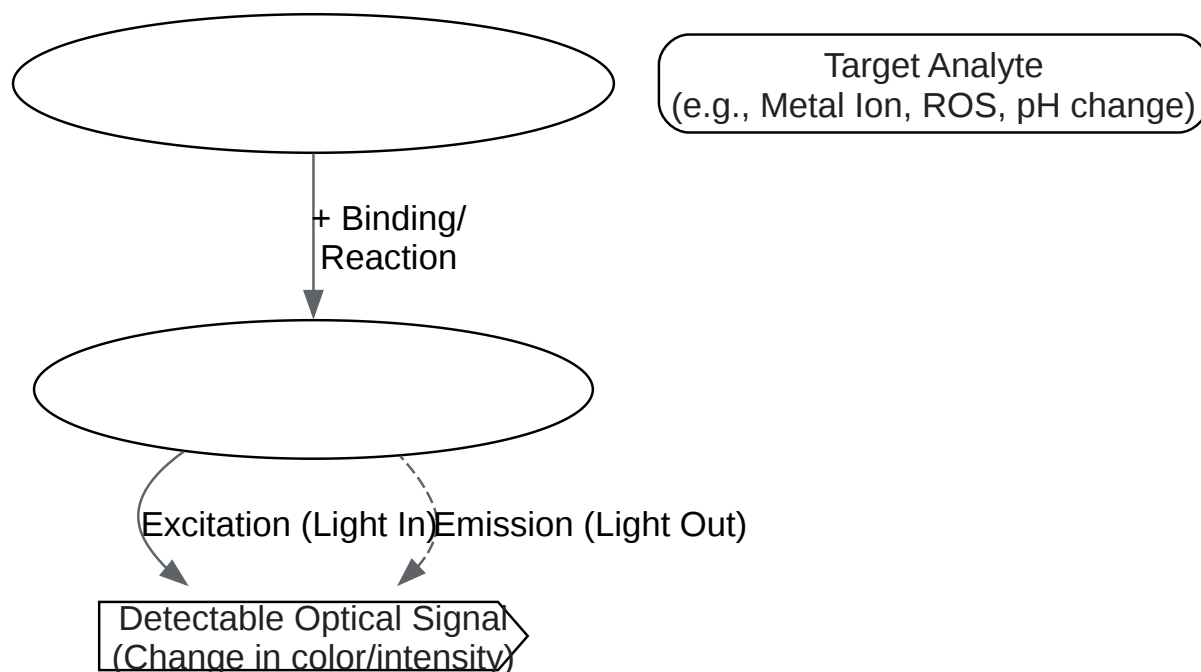 Target Analyte
(e.g., Metal Ion, ROS, pH change)
+ Binding/
Reaction
Excitation (Light In)
Emission (Light Out)
Detectable Optical Signal
(Change in color/intensity)